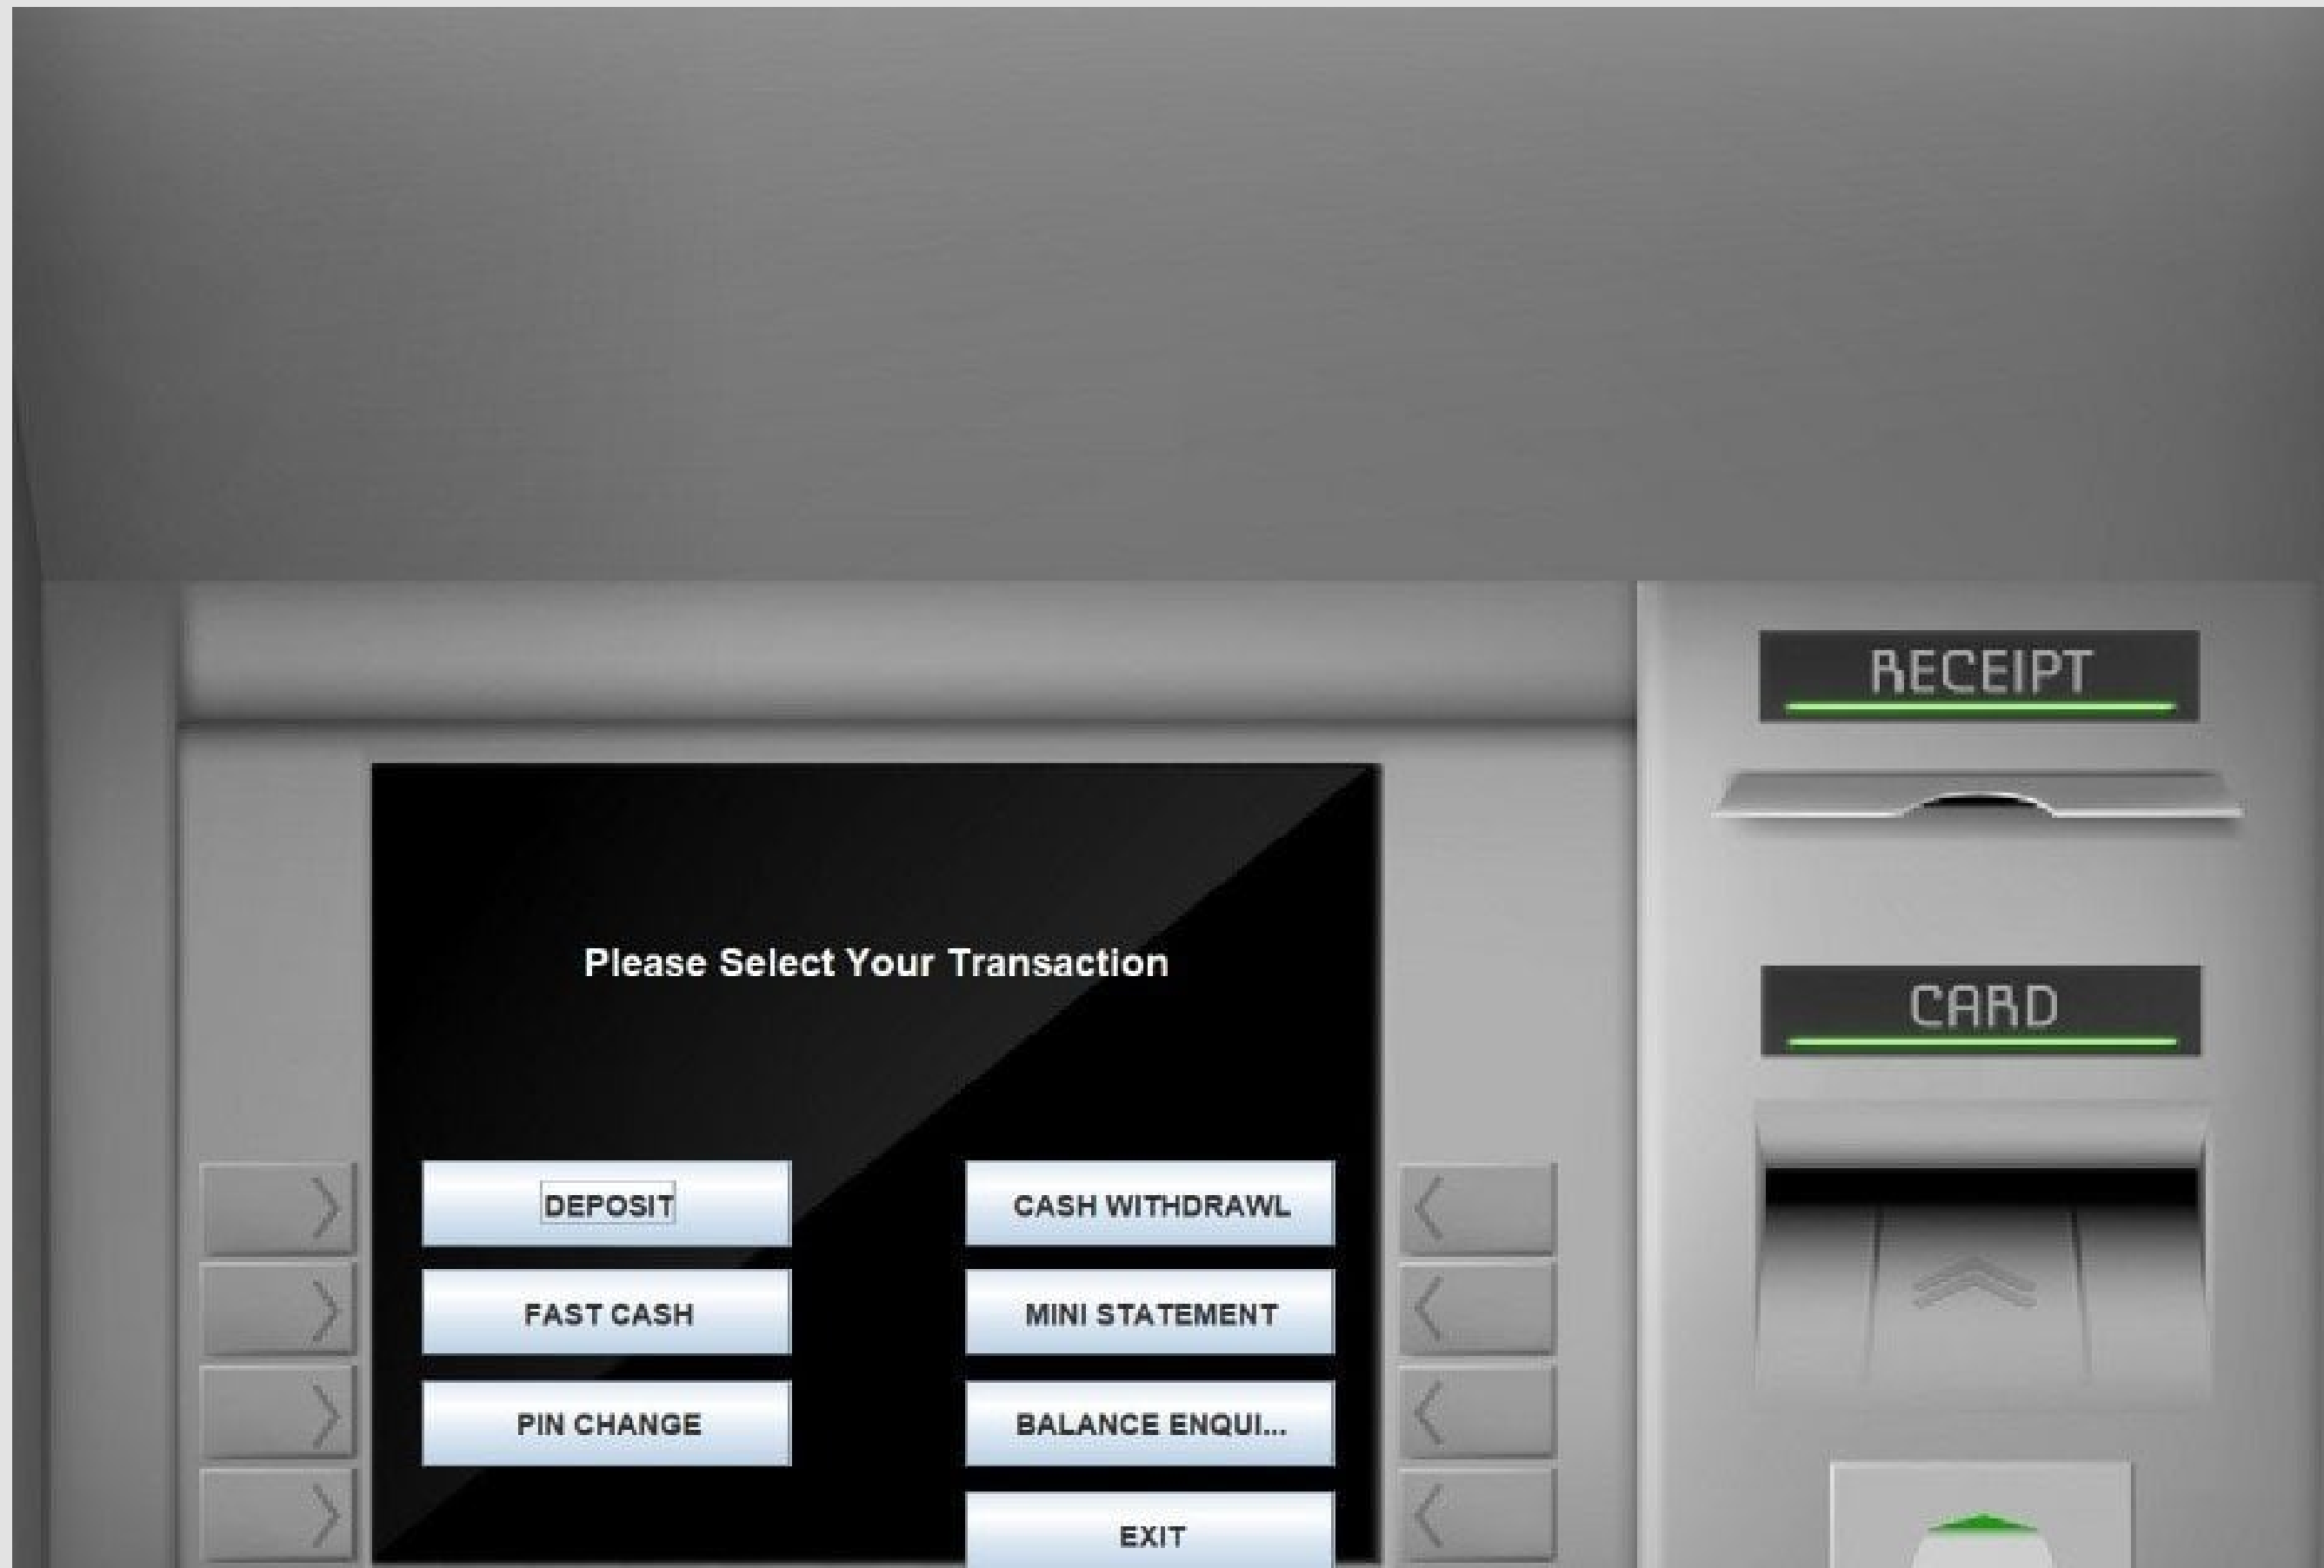 RECEIPT
Please Select Your Transaction
CARD
DEPOSIT
CASH WITHDRAWL
FAST CASH
MINI STATEMENT
PIN CHANGE
BALANCE ENQUI...
EXIT